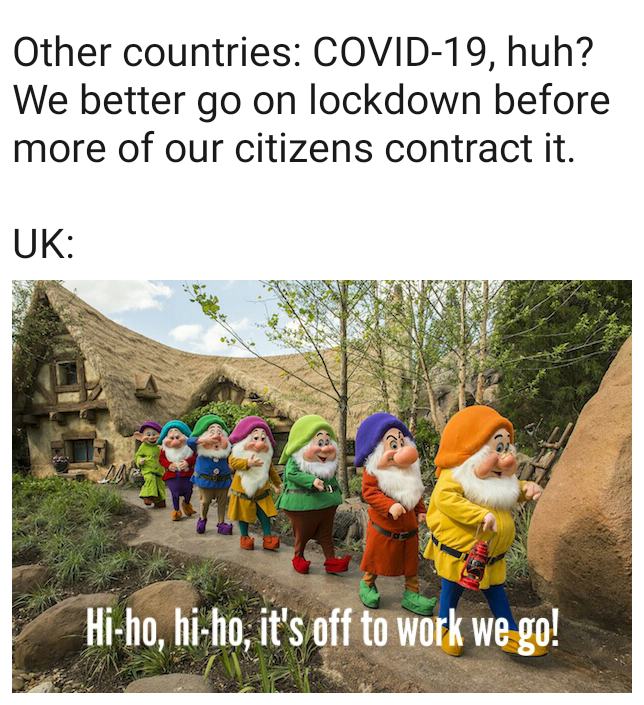 Other countries: COVID-19, huh?
We better go on lockdown before
more of our citizens contract it.
UK:
Hi-ho, hi-ho, it's off to work we go!